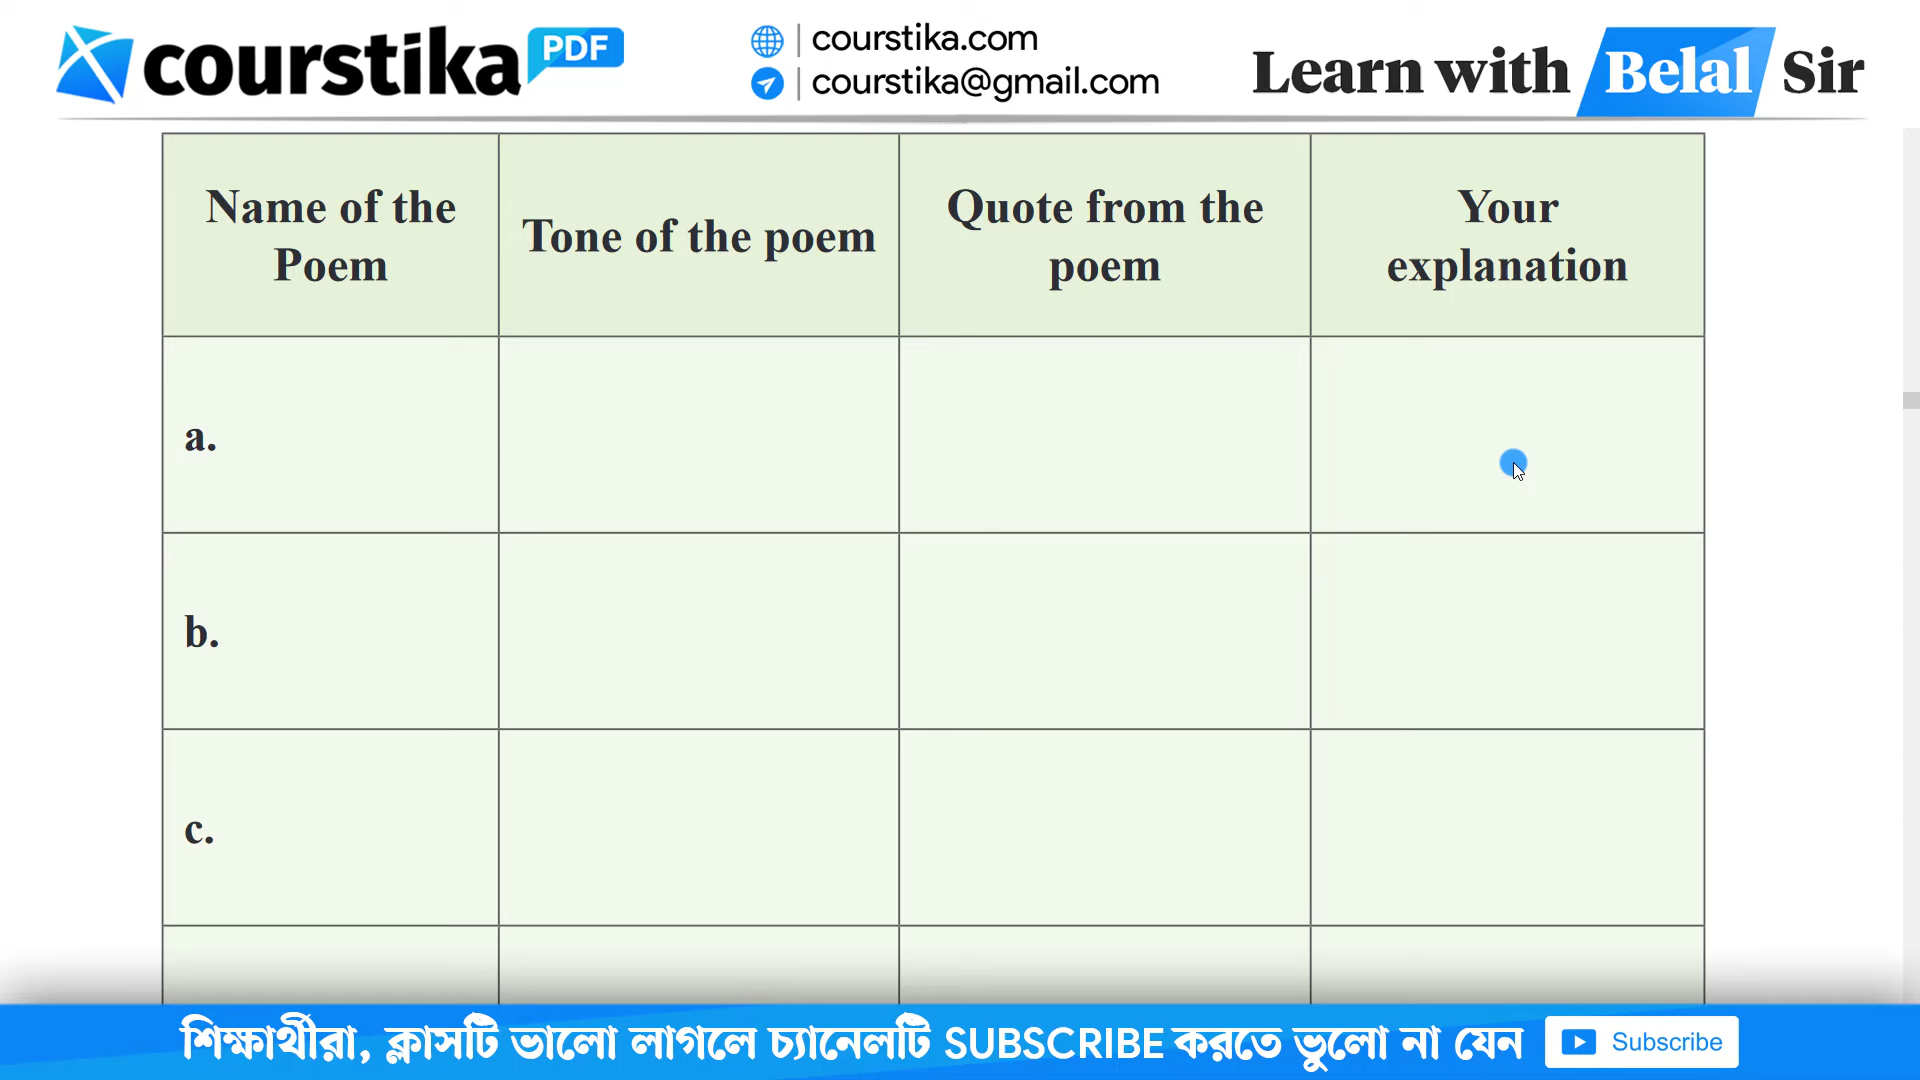 courstika PDF
courstika.com
courstika@gmail.com
Learn with Belal Sir
Name of the Poem
Tone of the poem
Quote from the poem
Your explanation
a.
b.
c.
শিক্ষার্থীরা, ক্লাসটি ভালো লাগলে চ্যানেলটি SUBSCRIBE করতে ভুলো না যেন
Subscribe